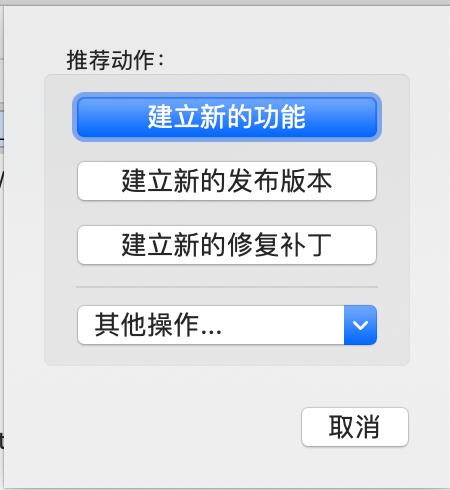 推荐动作：
建立新的功能
建立新的发布版本
建立新的修复补丁
其他操作...
取消